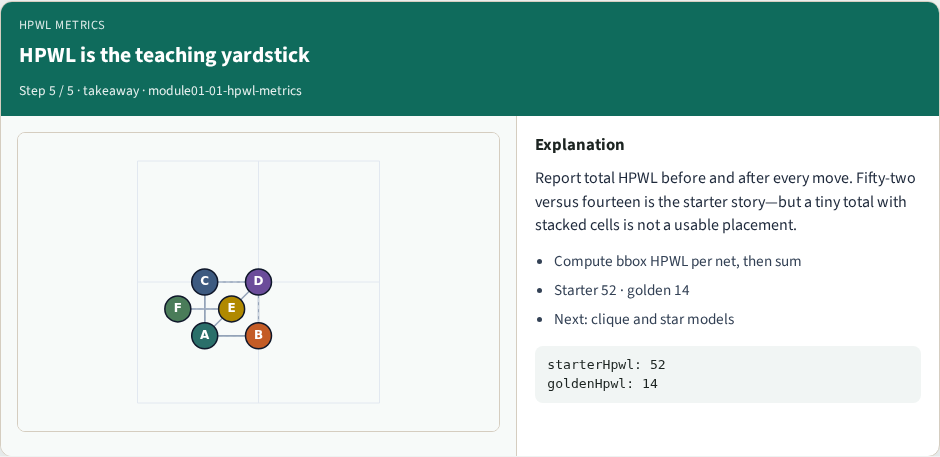 HPWL METRICS
HPWL is the teaching yardstick
Step 5 / 5 · takeaway · module01-01-hpwl-metrics
C
D
F
E
A
B
Explanation
Report total HPWL before and after every move. Fifty-two
versus fourteen is the starter story—but a tiny total with
stacked cells is not a usable placement.
• Compute bbox HPWL per net, then sum
• Starter 52 · golden 14
• Next: clique and star models
starterHpwl: 52
goldenHpwl: 14